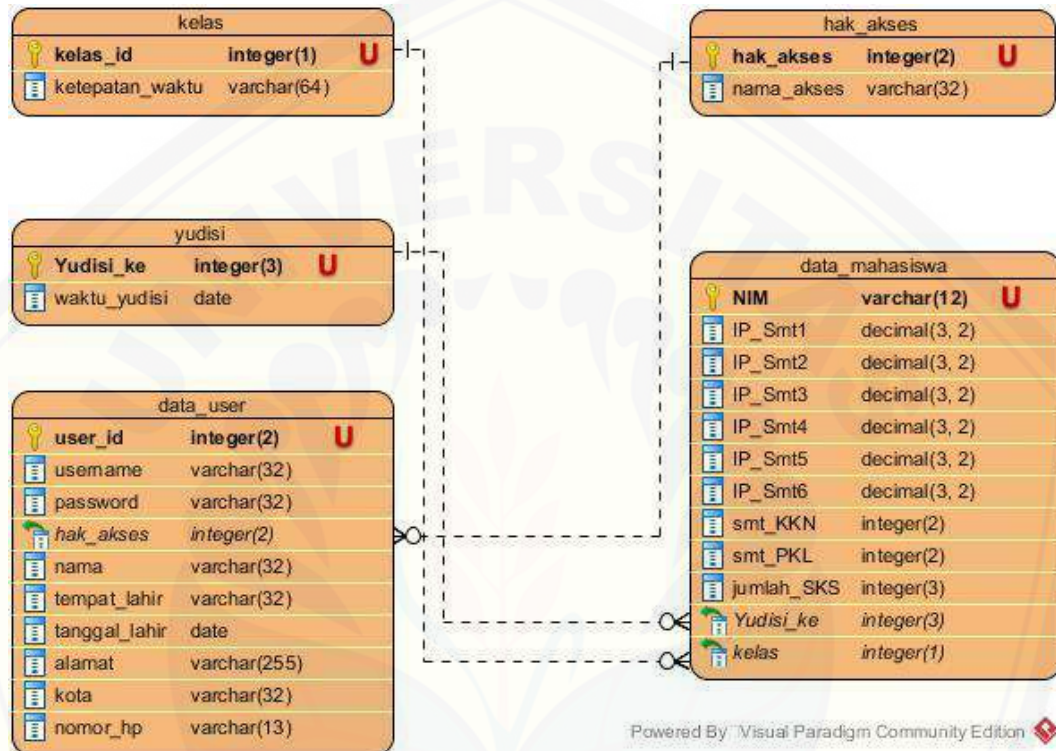 kelas
kelas_id integer(1) U
ketepatan_waktu varchar(64)
hak_akses
hak_akses integer(2) U
nama_akses varchar(32)
yudisi
Yudisi_ke integer(3) U
waktu_yudisi date
data_mahasiswa
NIM varchar(12) U
IP_Smt1 decimal(3, 2)
IP_Smt2 decimal(3, 2)
IP_Smt3 decimal(3, 2)
IP_Smt4 decimal(3, 2)
IP_Smt5 decimal(3, 2)
IP_Smt6 decimal(3, 2)
smt_KKN integer(2)
smt_PKL integer(2)
jumlah_SKS integer(3)
Yudisi_ke integer(3)
kelas integer(1)
data_user
user_id integer(2) U
username varchar(32)
password varchar(32)
hak_akses integer(2)
nama varchar(32)
tempat_lahir varchar(32)
tanggal_lahir date
alamat varchar(255)
kota varchar(32)
nomor_hp varchar(13)
Powered By Visual Paradigm Community Edition
UNIVERSIT